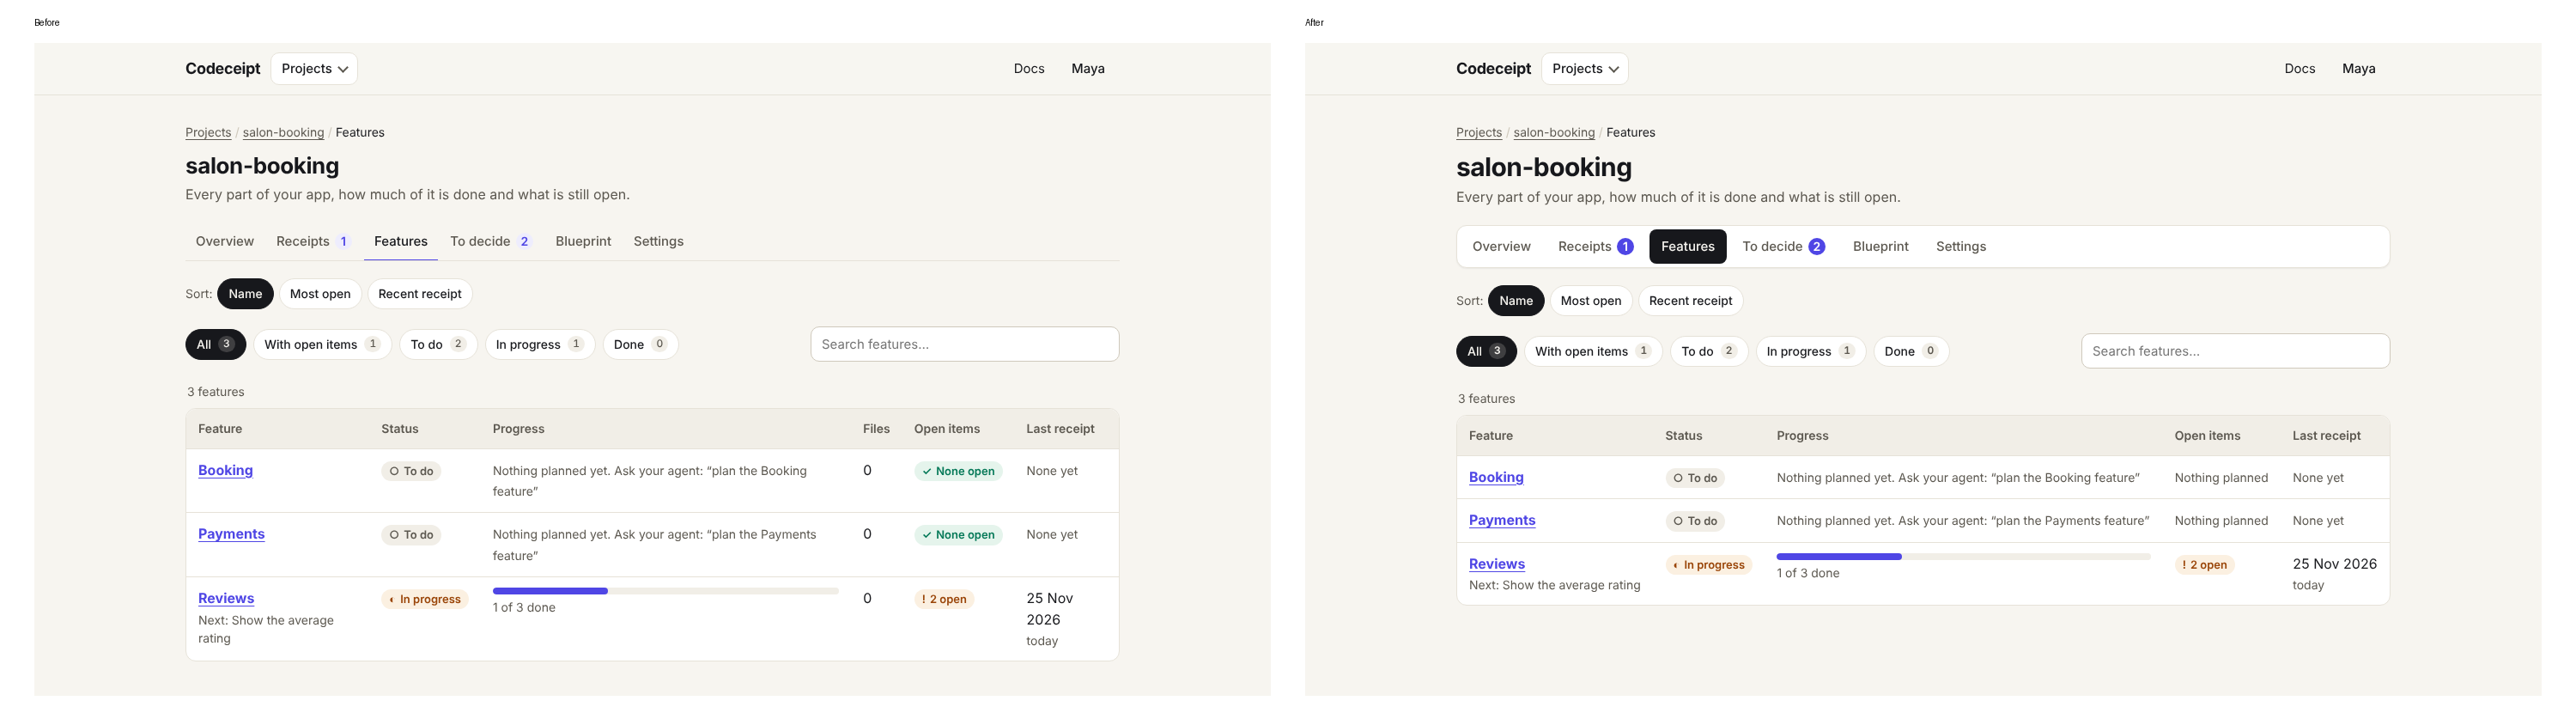 Before
Codeceipt Projects Docs Maya
Projects / salon-booking / Features
salon-booking
Every part of your app, how much of it is done and what is still open.
Overview Receipts 1 Features To decide 2 Blueprint Settings
Sort: Name Most open Recent receipt
All 3 With open items 1 To do 2 In progress 1 Done 0 Search features...
3 features
Feature Status Progress Files Open items Last receipt
Booking To do Nothing planned yet. Ask your agent: “plan the Booking 0 ✓ None open None yet
feature”
Payments To do Nothing planned yet. Ask your agent: “plan the Payments 0 ✓ None open None yet
feature”
Reviews In progress 0 ! 2 open 25 Nov
1 of 3 done
Next: Show the average 2026
rating today
After
Codeceipt Projects Docs Maya
Projects / salon-booking / Features
salon-booking
Every part of your app, how much of it is done and what is still open.
Overview Receipts 1 Features To decide 2 Blueprint Settings
Sort: Name Most open Recent receipt
All 3 With open items 1 To do 2 In progress 1 Done 0 Search features...
3 features
Feature Status Progress Open items Last receipt
Booking To do Nothing planned yet. Ask your agent: “plan the Booking feature” Nothing planned None yet
Payments To do Nothing planned yet. Ask your agent: “plan the Payments feature” Nothing planned None yet
Reviews In progress 1 of 3 done ! 2 open 25 Nov 2026
Next: Show the average rating today